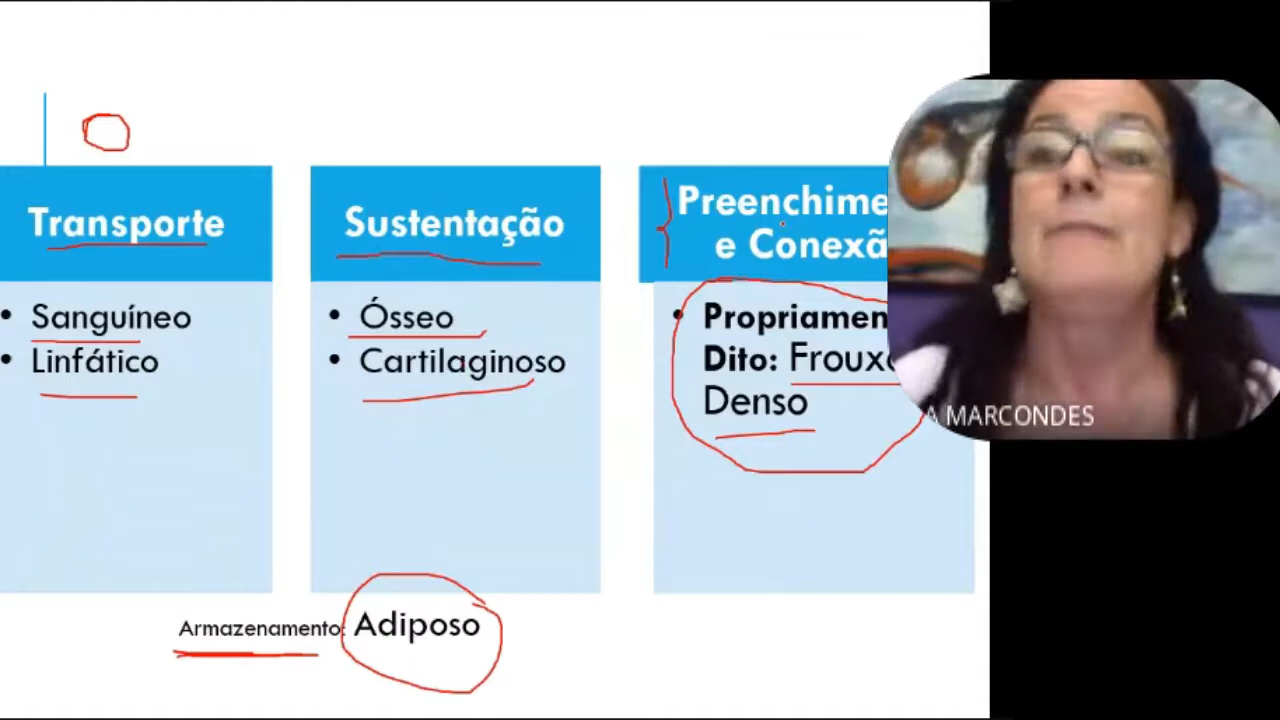 Transporte
• Sanguíneo
• Linfático
Sustentação
• Ósseo
• Cartilaginoso
Preenchime
e Conexã
• Propriamen
Dito: Frouxo
Denso
Armazenamento: Adiposo
A MARCONDES